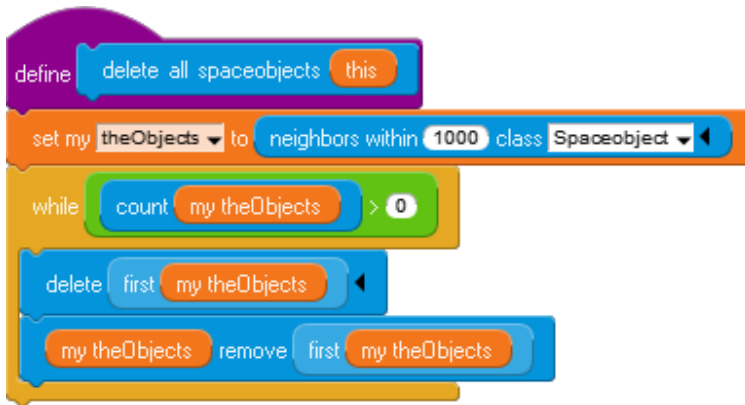 define delete all spaceobjects this
set my theObjects to neighbors within 1000 class Spaceobject
while count my theObjects > 0
delete first my theObjects
my theObjects remove first my theObjects